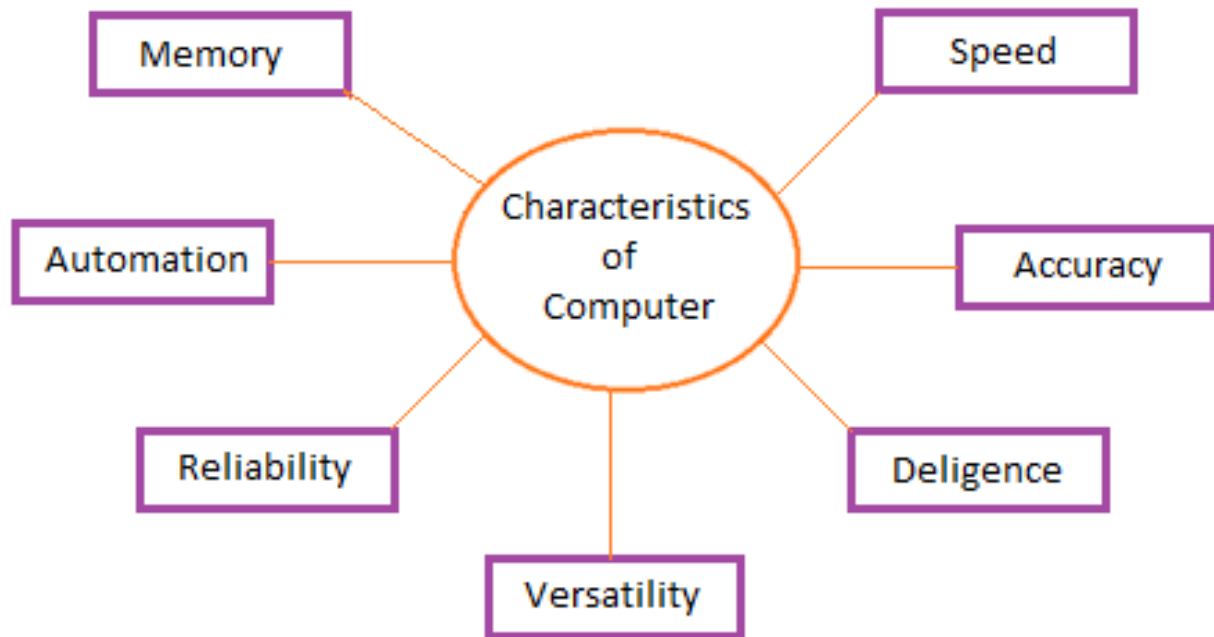 Memory
Speed
Characteristics
of
Computer
Automation
Accuracy
Reliability
Deligence
Versatility